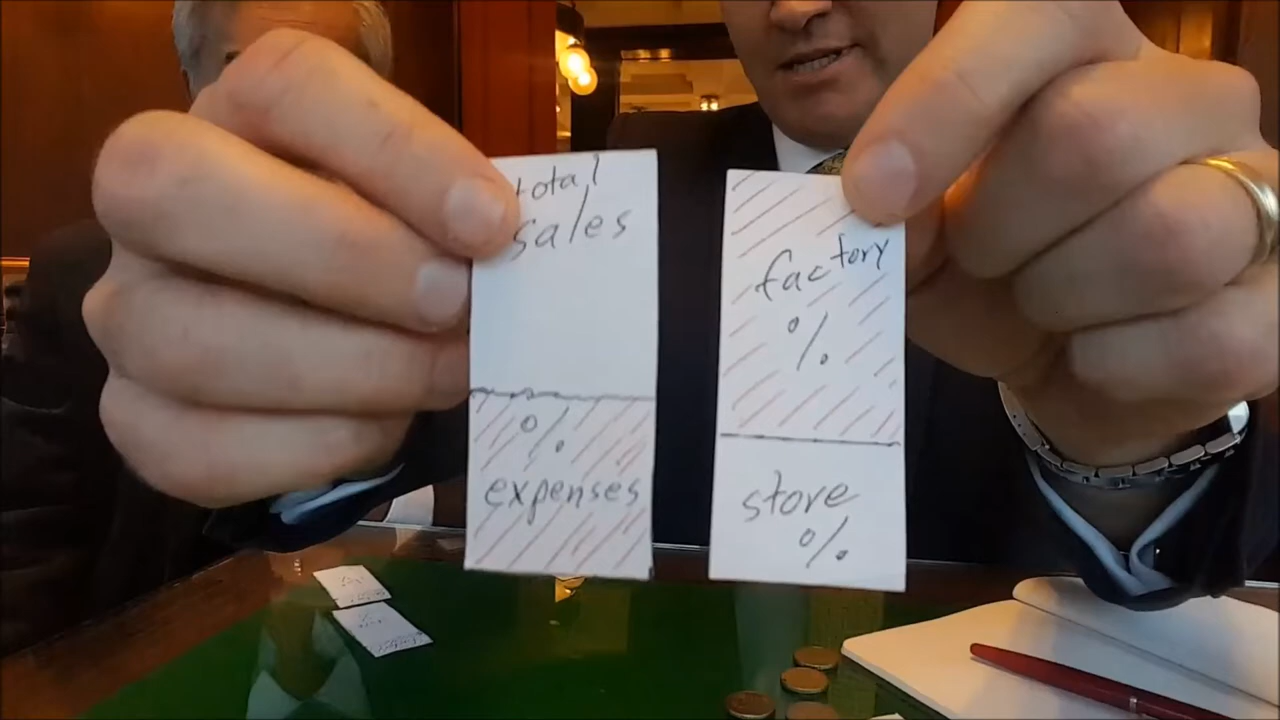 total
sales
%
expenses
factory
%
store
%